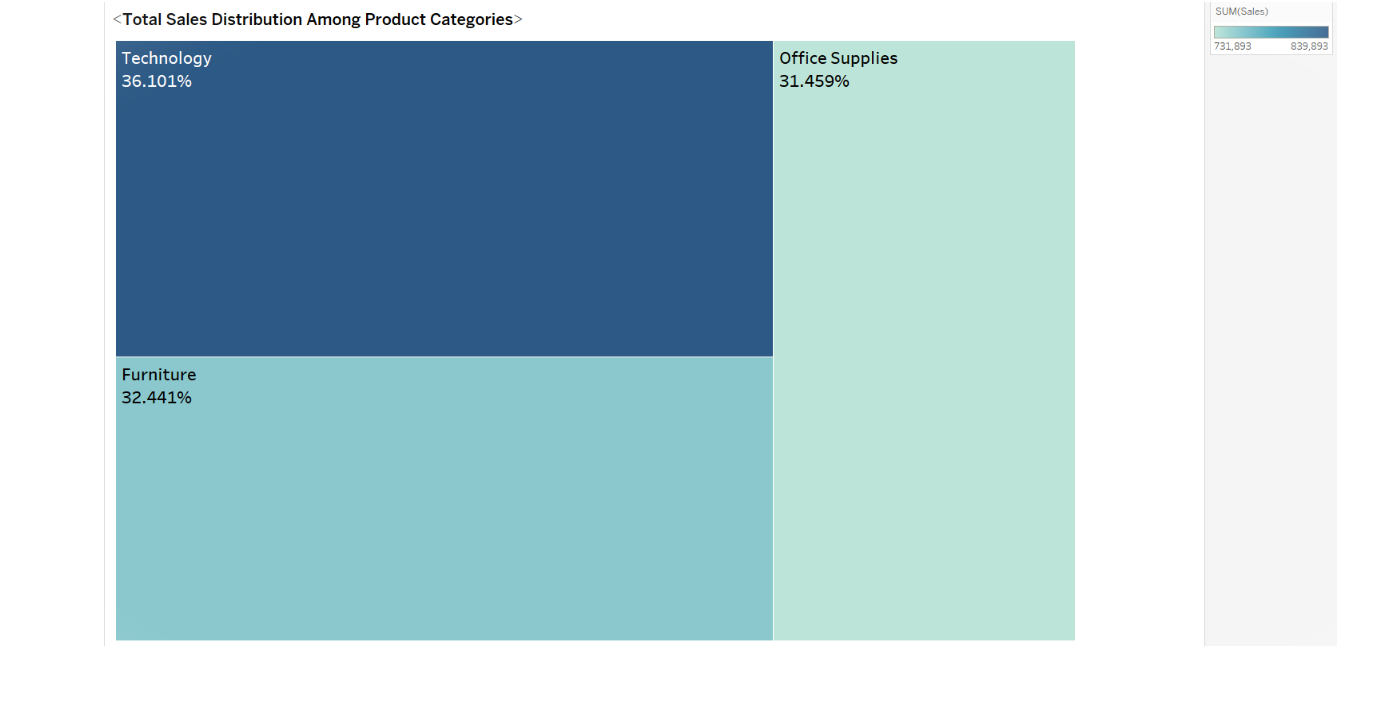 <Total Sales Distribution Among Product Categories>
Technology
36.101%
Office Supplies
31.459%
Furniture
32.441%
SUM(Sales)
731,893 839,893